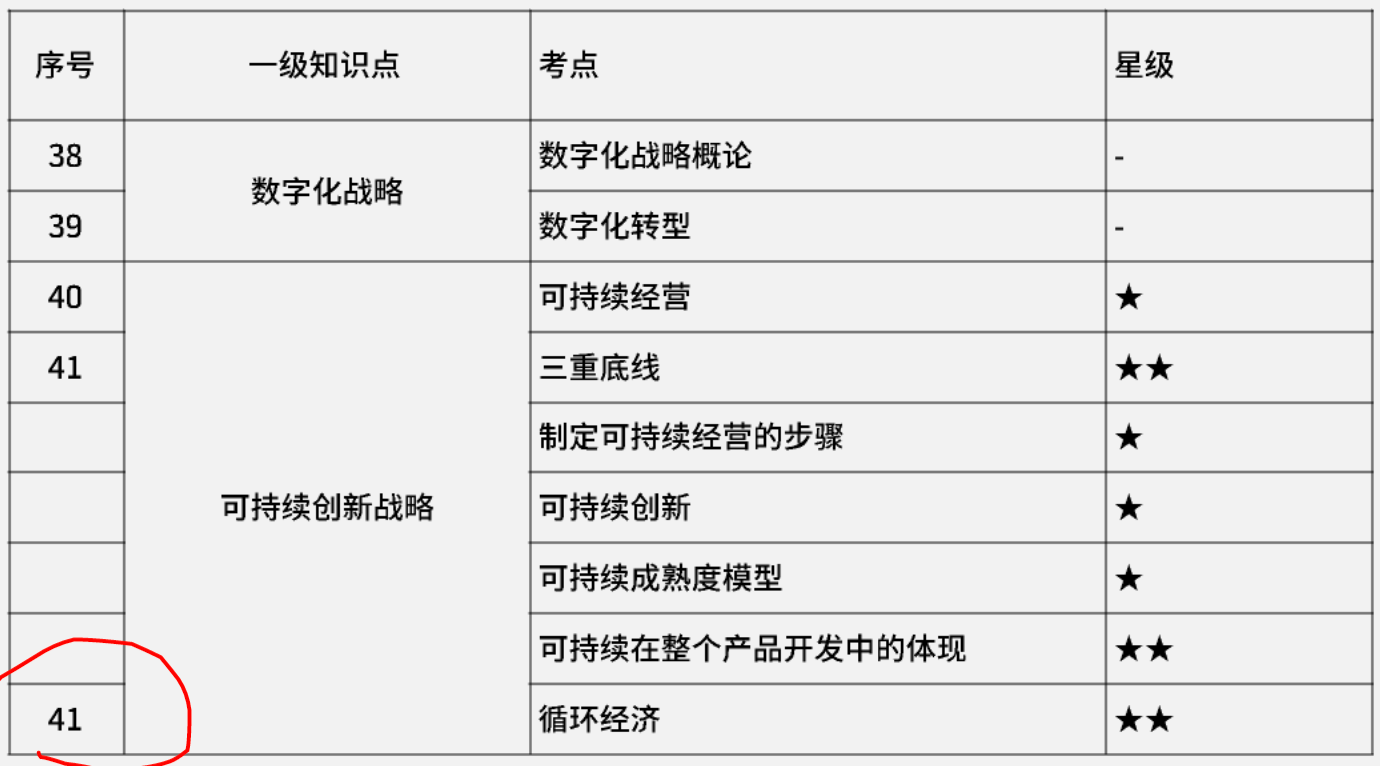 序号 一级知识点 考点 星级
38 数字化战略 数字化战略概论 -
39 数字化转型 -
40 可持续创新战略 可持续经营 ★
41 三重底线 ★★
制定可持续经营的步骤 ★
可持续创新 ★
可持续成熟度模型 ★
可持续在整个产品开发中的体现 ★★
41 循环经济 ★★